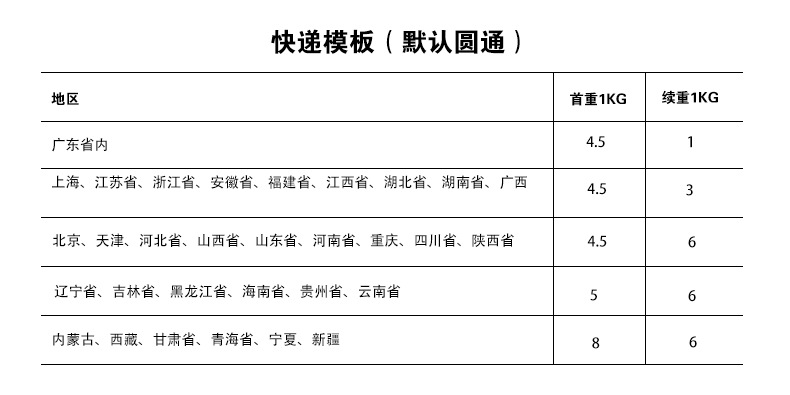 快递模板（默认圆通）
地区 首重1KG 续重1KG
广东省内 4.5 1
上海、江苏省、浙江省、安徽省、福建省、江西省、湖北省、湖南省、广西 4.5 3
北京、天津、河北省、山西省、山东省、河南省、重庆、四川省、陕西省 4.5 6
辽宁省、吉林省、黑龙江省、海南省、贵州省、云南省 5 6
内蒙古、西藏、甘肃省、青海省、宁夏、新疆 8 6